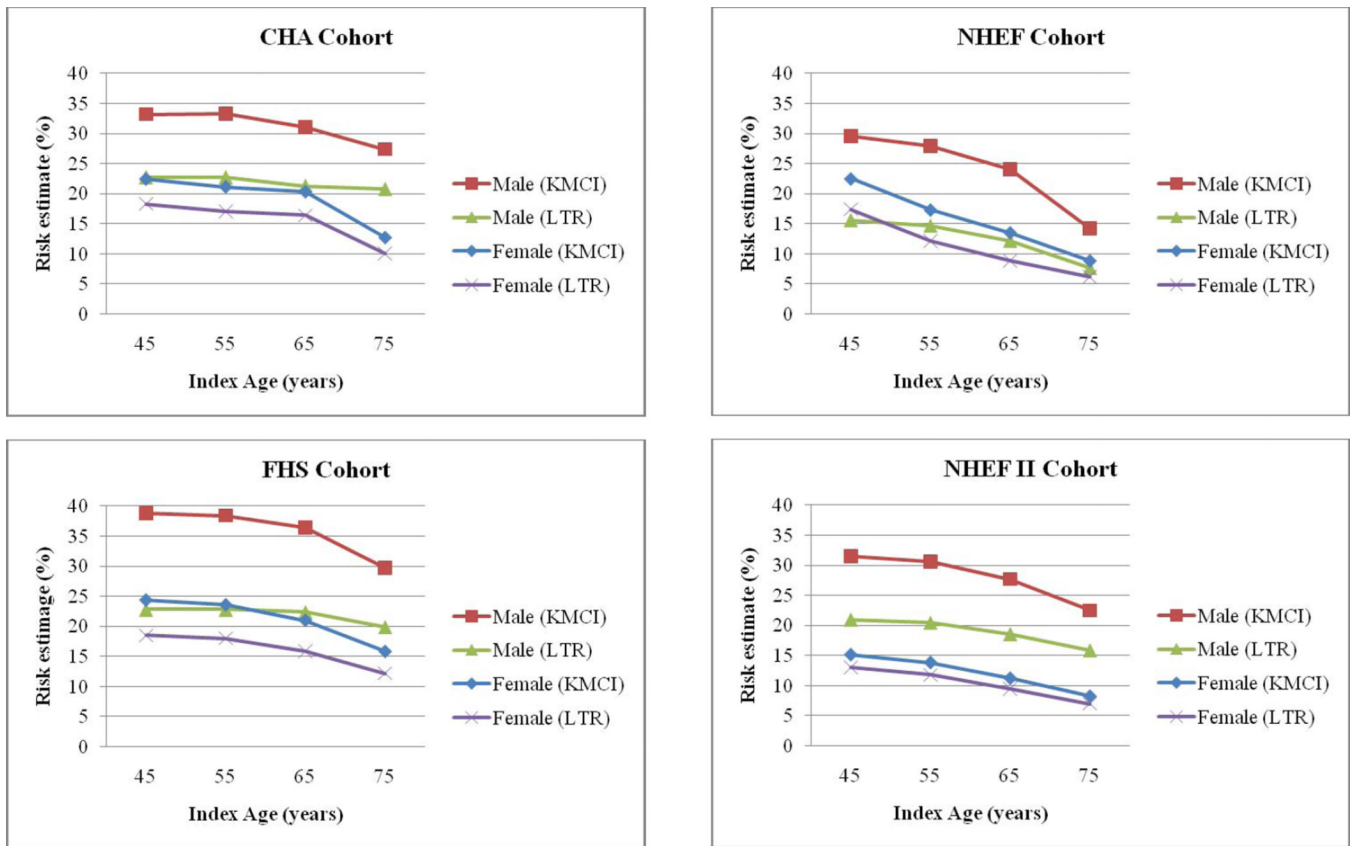 CHA Cohort
40
35
30
25
20
15
10
5
0
Risk estimate (%)
45 55 65 75
Index Age (years)
Male (KMCI)
Male (LTR)
Female (KMCI)
Female (LTR)
NHEF Cohort
40
35
30
25
20
15
10
5
0
Risk estimate (%)
45 55 65 75
Index Age (years)
Male (KMCI)
Male (LTR)
Female (KMCI)
Female (LTR)
FHS Cohort
40
35
30
25
20
15
10
5
0
Risk estimage (%)
45 55 65 75
Index Age (years)
Male (KMCI)
Male (LTR)
Female (KMCI)
Female (LTR)
NHEF II Cohort
40
35
30
25
20
15
10
5
0
Risk estimate (%)
45 55 65 75
Index Age (years)
Male (KMCI)
Male (LTR)
Female (KMCI)
Female (LTR)